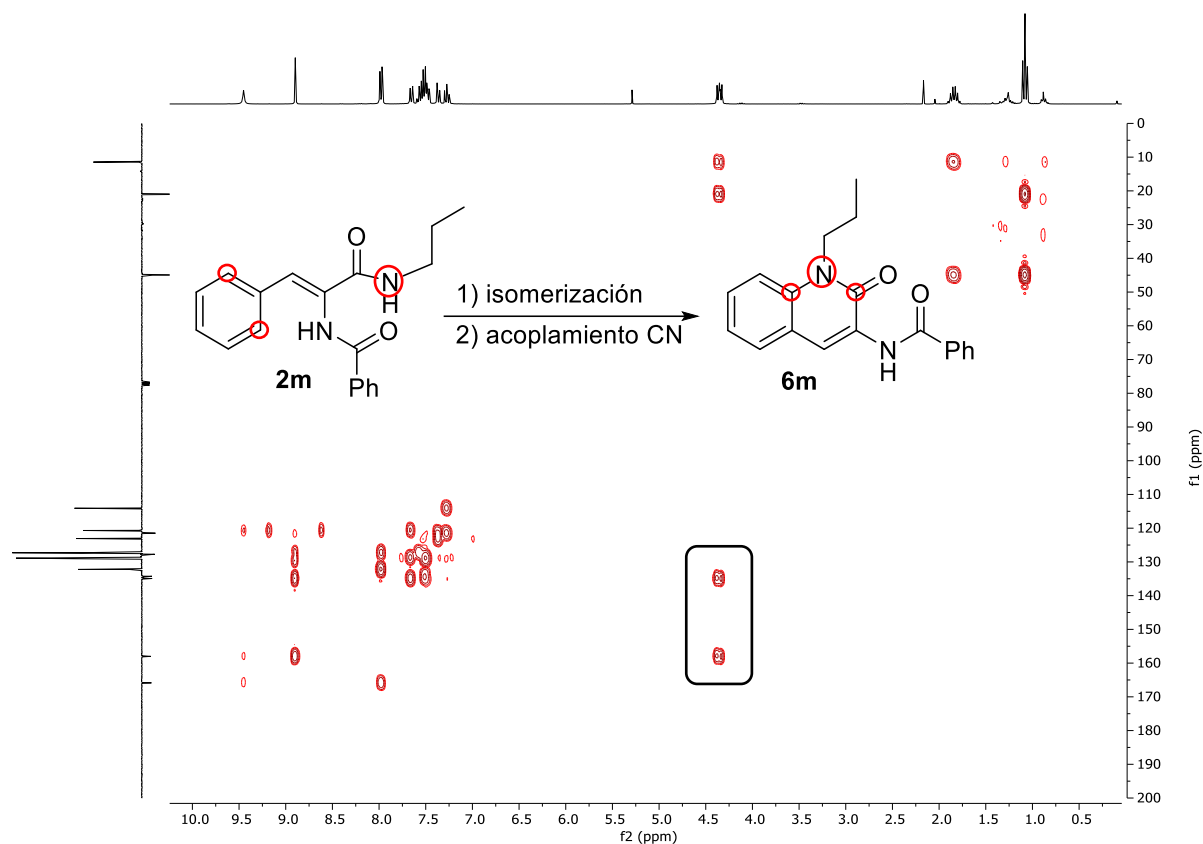 0
10
20
30
40
50
60
70
80
90
100
110
120
130
140
150
160
170
180
190
200
f1 (ppm)
O
N
H
HN
O
Ph
2m
1) isomerización
2) acoplamiento CN
N
O
O
N
H
Ph
6m
10.0 9.5 9.0 8.5 8.0 7.5 7.0 6.5 6.0 5.5 5.0 4.5 4.0 3.5 3.0 2.5 2.0 1.5 1.0 0.5
f2 (ppm)